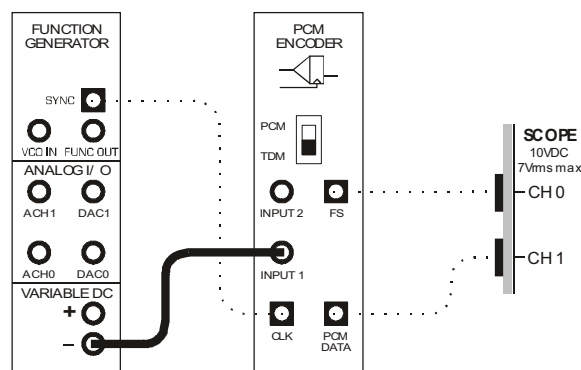 FUNCTION
GENERATOR
SYNC
VCO IN FUNC OUT
ANALOG I/ O
ACH1 DAC1
ACH0 DAC0
VARIABLE DC
+
−
PCM
ENCODER
PCM
TDM
INPUT 2 FS
INPUT 1
CLK PCM
DATA
SCOPE
10VDC
7Vrms max
CH 0
CH 1